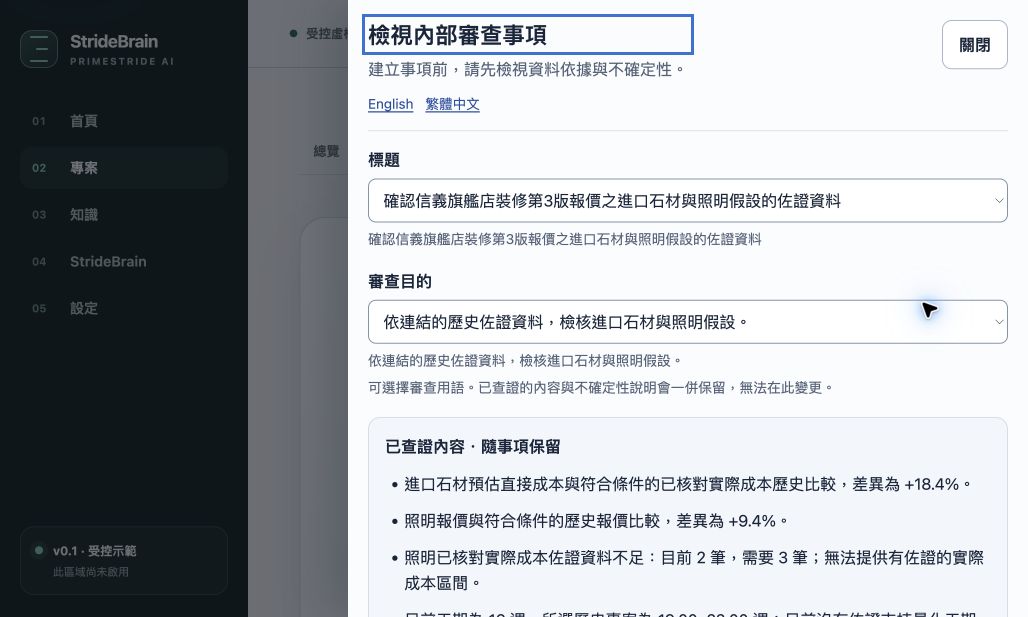 StrideBrain
PRIMESTRIDE AI
01 首頁
02 專案
03 知識
04 StrideBrain
05 設定
v0.1 · 受控示範
此區域尚未啟用
受控虛
總覽
檢視內部審查事項
建立事項前，請先檢視資料依據與不確定性。
English 繁體中文
關閉
標題
確認信義旗艦店裝修第3版報價之進口石材與照明假設的佐證資料
確認信義旗艦店裝修第3版報價之進口石材與照明假設的佐證資料
審查目的
依連結的歷史佐證資料，檢核進口石材與照明假設。
依連結的歷史佐證資料，檢核進口石材與照明假設。
可選擇審查用語。已查證的內容與不確定性說明會一併保留，無法在此變更。
已查證內容 · 隨事項保留
• 進口石材預估直接成本與符合條件的已核對實際成本歷史比較，差異為 +18.4%。
• 照明報價與符合條件的歷史報價比較，差異為 +9.4%。
• 照明已核對實際成本佐證資料不足：目前 2 筆，需要 3 筆；無法提供有佐證的實際
成本區間。